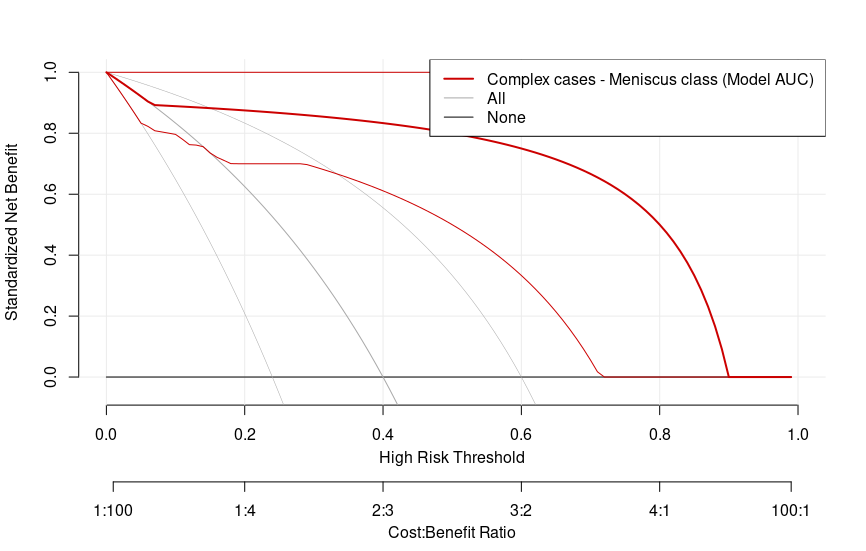 Complex cases - Meniscus class (Model AUC)
All
None
Standardized Net Benefit
1.0
0.8
0.6
0.4
0.2
0.0
0.0 0.2 0.4 0.6 0.8 1.0
High Risk Threshold
1:100 1:4 2:3 3:2 4:1 100:1
Cost:Benefit Ratio